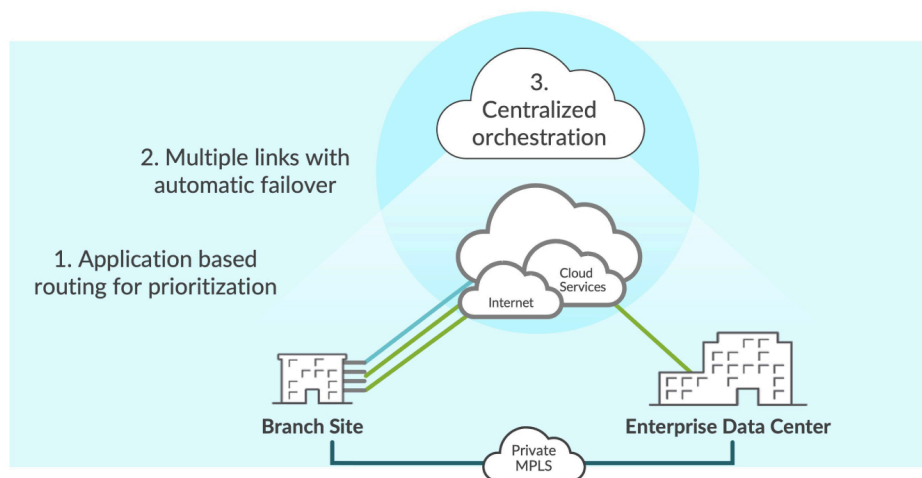 3.
Centralized
orchestration
2. Multiple links with
automatic failover
1. Application based
routing for prioritization
Cloud
Services
Internet
Branch Site
Enterprise Data Center
Private
MPLS